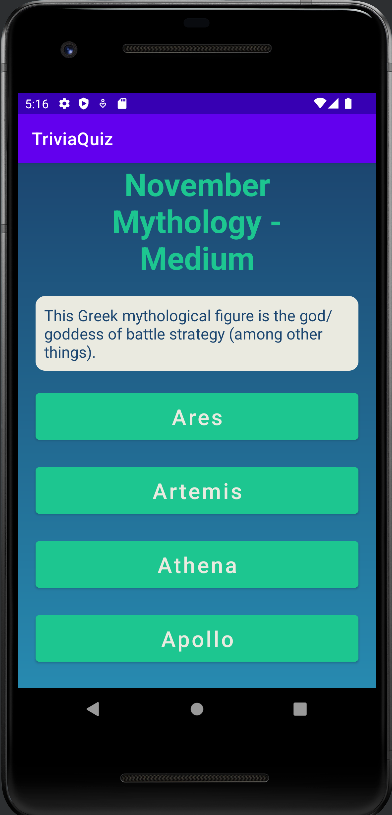 5:16
TriviaQuiz
November
Mythology -
Medium
This Greek mythological figure is the god/
goddess of battle strategy (among other
things).
Ares
Artemis
Athena
Apollo